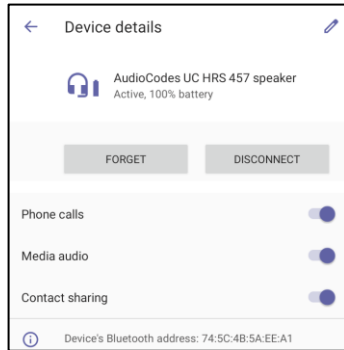 Device details
AudioCodes UC HRS 457 speaker
Active, 100% battery
FORGET DISCONNECT
Phone calls
Media audio
Contact sharing
Device's Bluetooth address: 74:5C:4B:5A:EE:A1